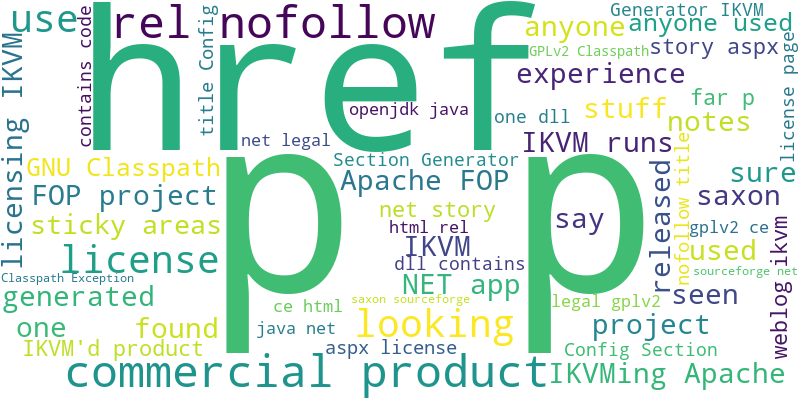 href
p p
rel nofollow
use
contains code
title Config
Generator IKVM
anyone
anyone used
GPLv2 Classpath
story aspx
license page
experience
openjdk java
one dll
stuff
far p
notes
licensing IKVM
net legal
IKVM runs
GNU Classpath
Section Generator
Apache FOP
sure
FOP project
released
nofollow title
saxon
sticky areas
net story
say
html rel
gplv2 ce
IKVM
used
weblog ikvm
license
dll contains
sourceforge net
Classpath Exception
NET app
seen
generated
saxon sourceforge
legal gplv2
ce html
one
found
java net
looking
project
IKVM'd product
aspx license
Config Section
commercial product
IKVMing Apache